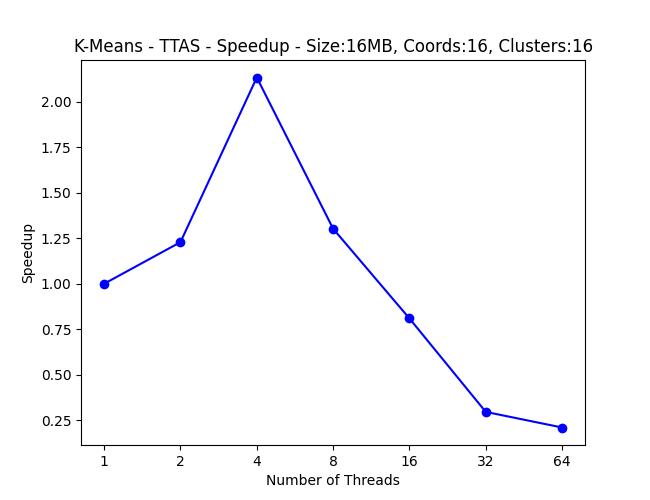 K-Means - TTAS - Speedup - Size:16MB, Coords:16, Clusters:16
2.00
1.75
1.50
1.25
1.00
0.75
0.50
0.25
Speedup
1 2 4 8 16 32 64
Number of Threads